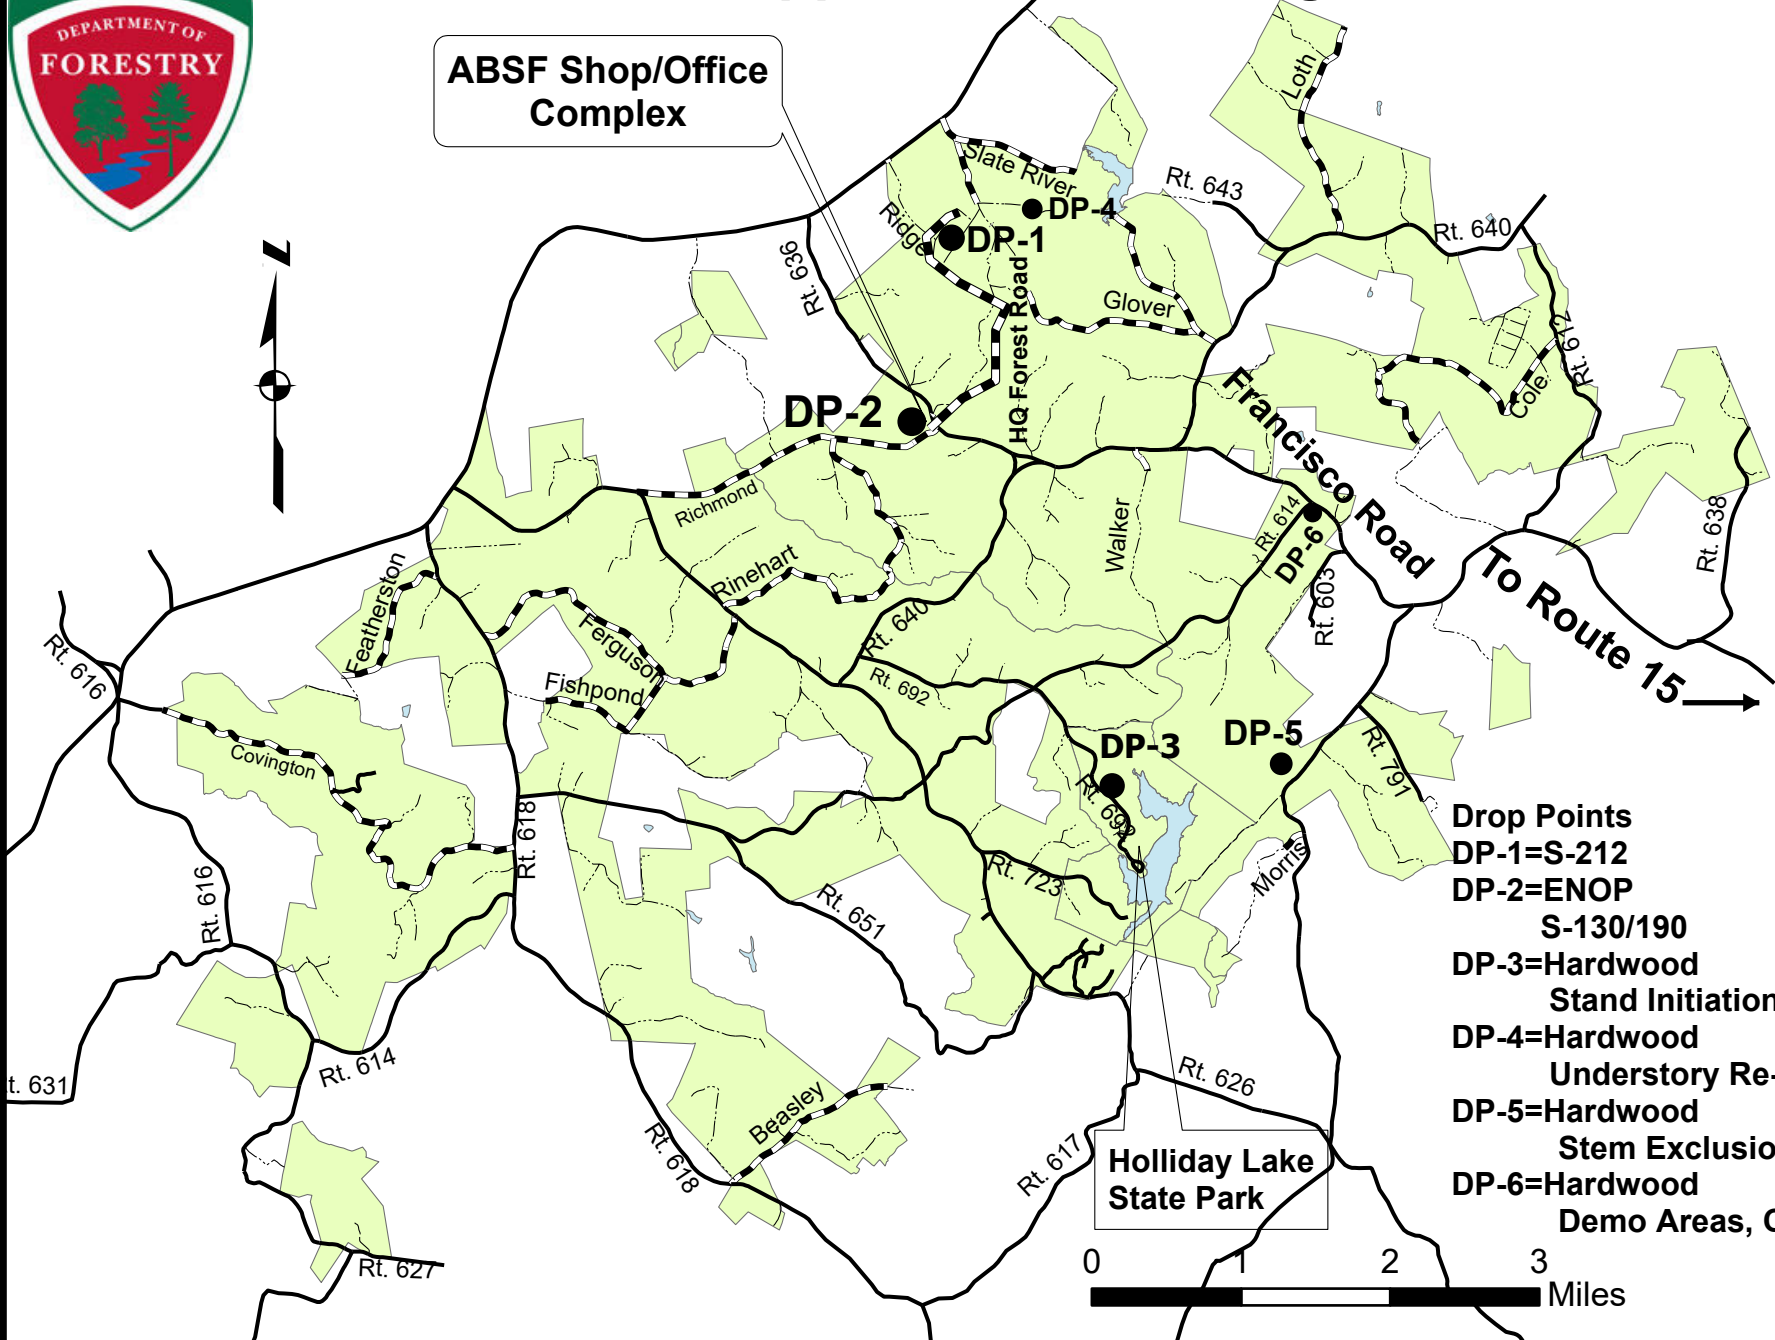 DEPARTMENT OF
FORESTRY
ABSF Shop/Office
Complex
Loth
Slate River
Rt. 643
DP-4
Ridge
DP-1
Rt. 640
Rt. 636
HQ Forest Road
Glover
Rt. 612
Cole
DP-2
Francisco Road
Richmond
Walker
Rt. 614
DP-6
Rt. 638
Rinehart
Featherston
Rt. 603
To Route 15
Rt. 640
Ferguson
Rt. 616
Fishpond
Rt. 692
Covington
DP-3
DP-5
Rt. 791
Rt. 692
Rt. 618
Morris
Rt. 723
Rt. 616
Rt. 651
Drop Points
DP-1=S-212
DP-2=ENOP
S-130/190
DP-3=Hardwood
Stand Initiation
DP-4=Hardwood
Understory Re-
DP-5=Hardwood
Stem Exclusio
DP-6=Hardwood
Demo Areas, C
t. 631
Rt. 614
Beasley
Rt. 626
Rt. 618
Rt. 617
Holliday Lake
State Park
Rt. 627
0 1 2 3
Miles